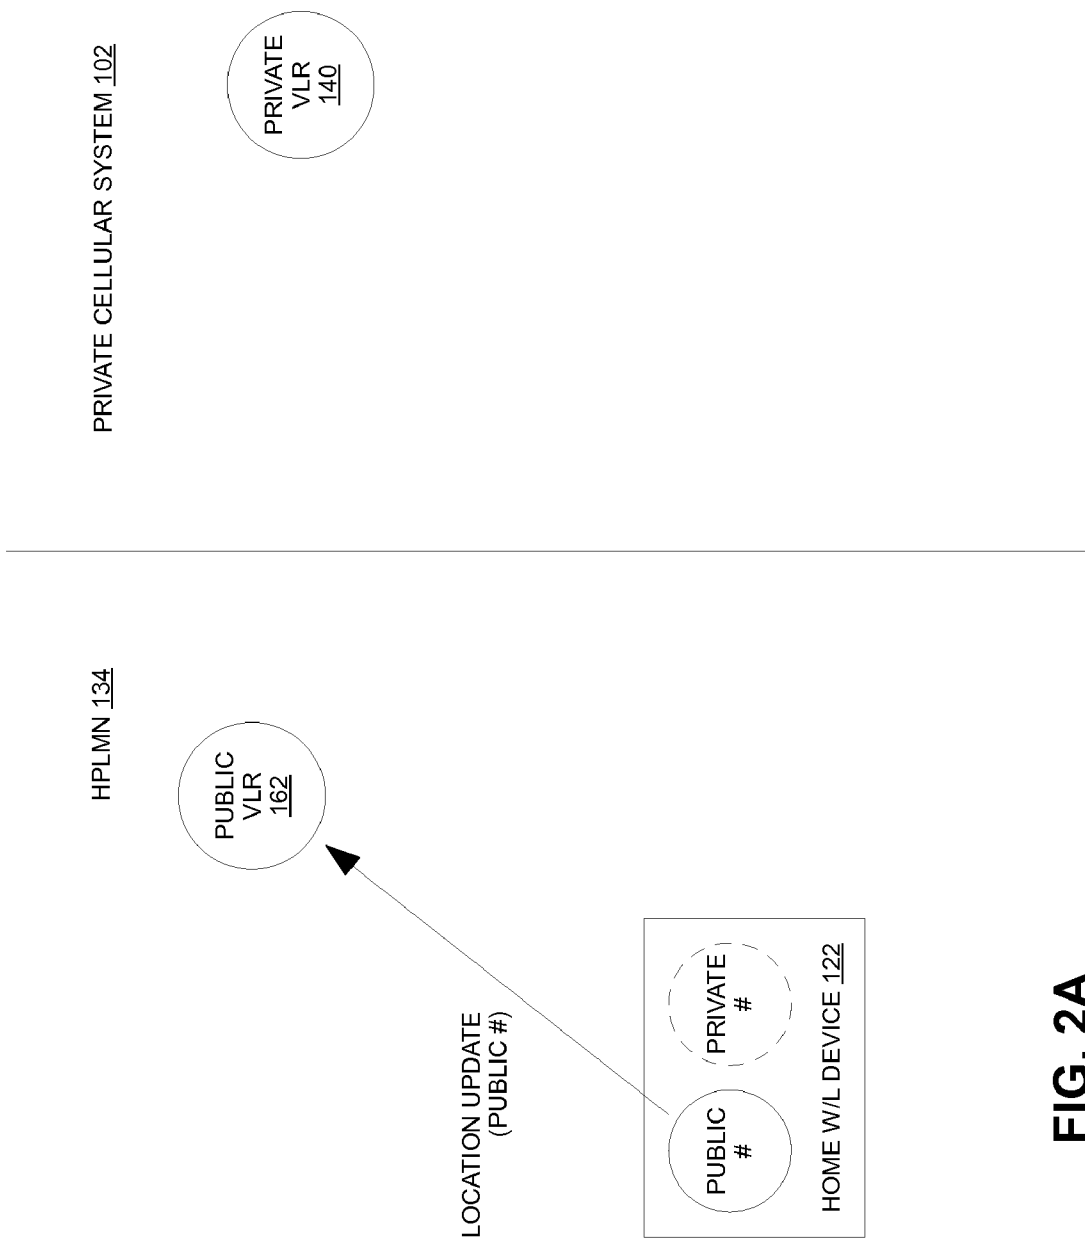 HPLMN 134
PRIVATE CELLULAR SYSTEM 102
PUBLIC
VLR
162
PRIVATE
VLR
140
LOCATION UPDATE
(PUBLIC #)
PUBLIC
#
PRIVATE
#
HOME W/L DEVICE 122
FIG. 2A